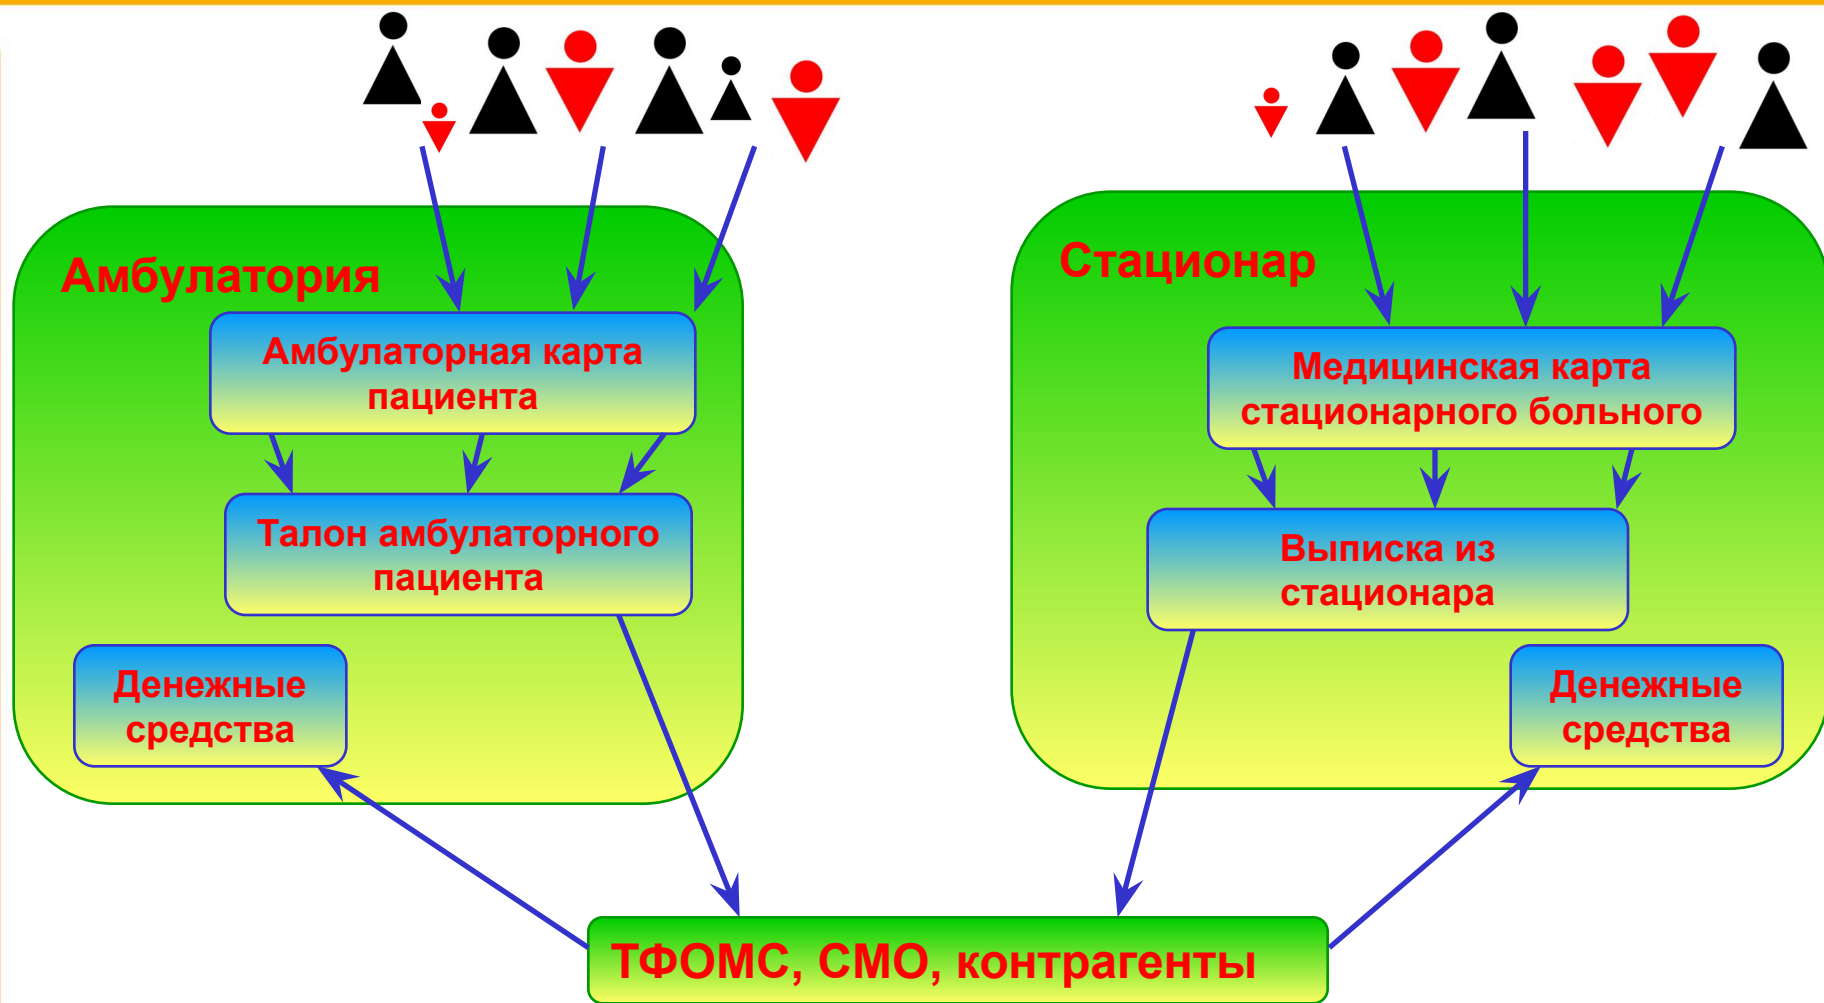 Амбулатория
Амбулаторная карта
пациента
Талон амбулаторного
пациента
Денежные
средства
Стационар
Медицинская карта
стационарного больного
Выписка из
стационара
Денежные
средства
ТФОМС, СМО, контрагенты